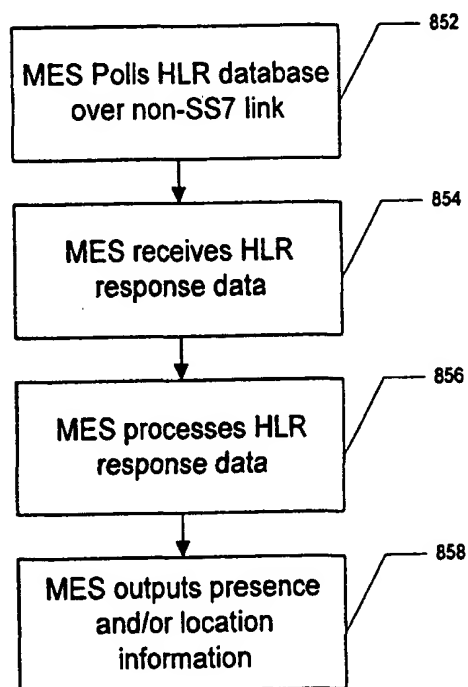 852
MES Polls HLR database
over non-SS7 link
854
MES receives HLR
response data
856
MES processes HLR
response data
858
MES outputs presence
and/or location
information